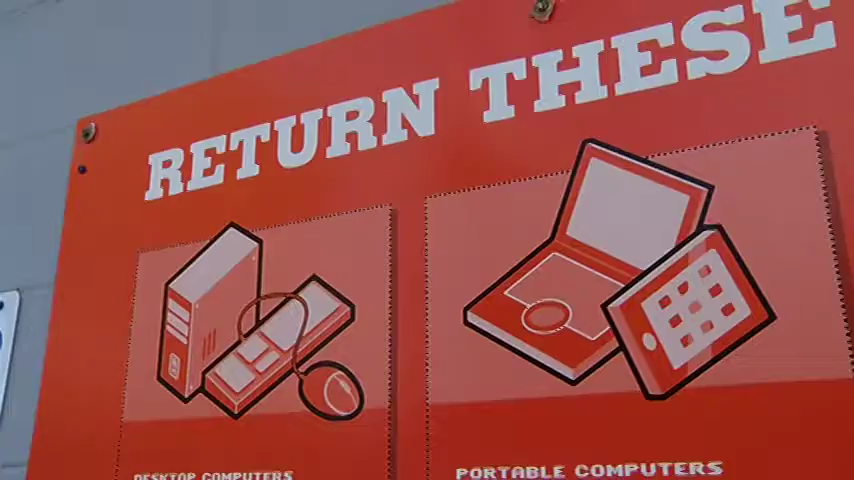 RETURN THESE
DESKTOP COMPUTERS
PORTABLE COMPUTERS